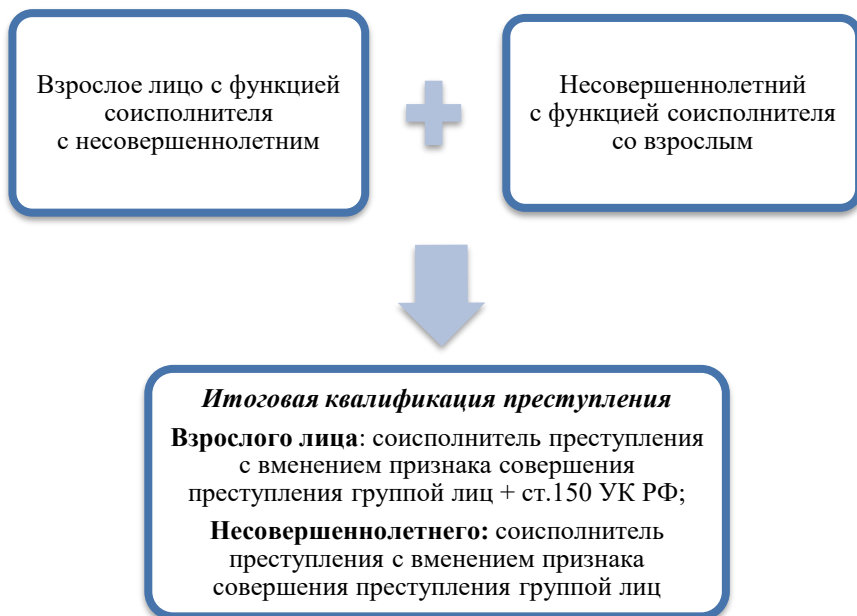 Взрослое лицо с функцией
соисполнителя
с несовершеннолетним
Несовершеннолетний
с функцией соисполнителя
со взрослым
Итоговая квалификация преступления
Взрослого лица: соисполнитель преступления
с вменением признака совершения
преступления группой лиц + ст.150 УК РФ;
Несовершеннолетнего: соисполнитель
преступления с вменением признака
совершения преступления группой лиц